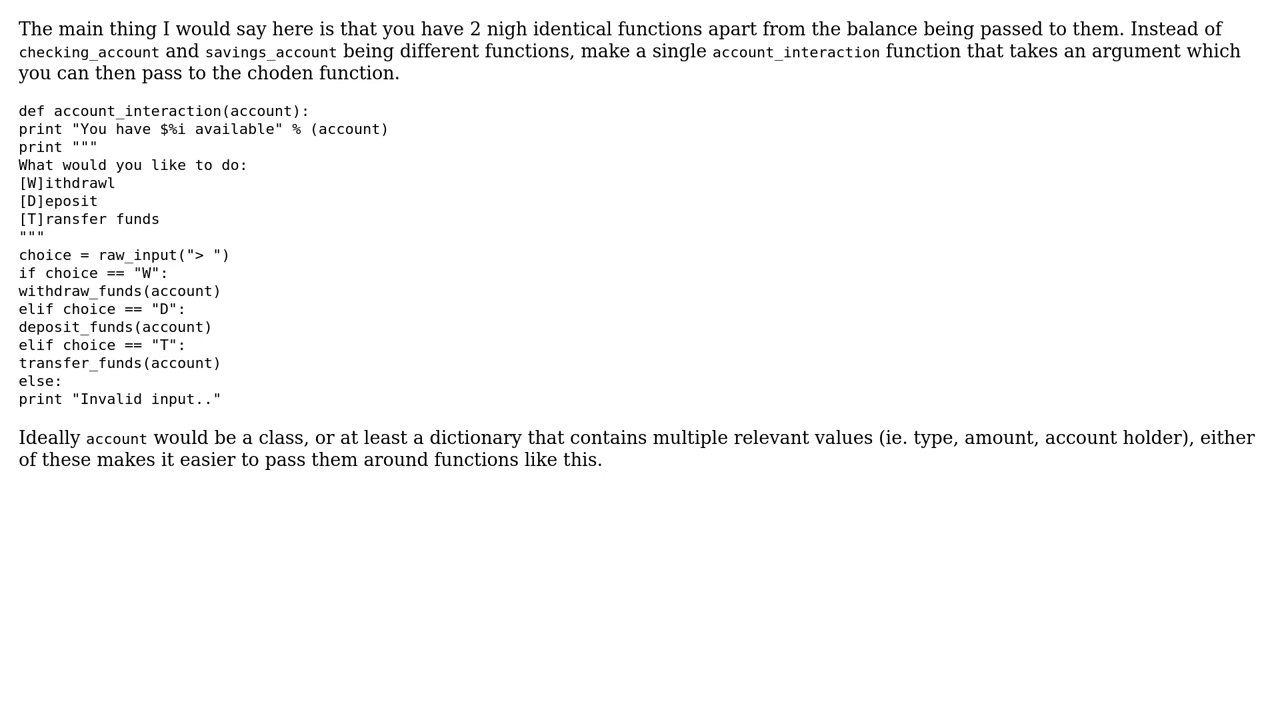 The main thing I would say here is that you have 2 nigh identical functions apart from the balance being passed to them. Instead of
checking_account and savings_account being different functions, make a single account_interaction function that takes an argument which
you can then pass to the choden function.
def account_interaction(account):
print "You have $%i available" % (account)
print """
What would you like to do:
[W]ithdrawl
[D]eposit
[T]ransfer funds
"""
choice = raw_input("> ")
if choice == "W":
withdraw_funds(account)
elif choice == "D":
deposit_funds(account)
elif choice == "T":
transfer_funds(account)
else:
print "Invalid input.."
Ideally account would be a class, or at least a dictionary that contains multiple relevant values (ie. type, amount, account holder), either
of these makes it easier to pass them around functions like this.